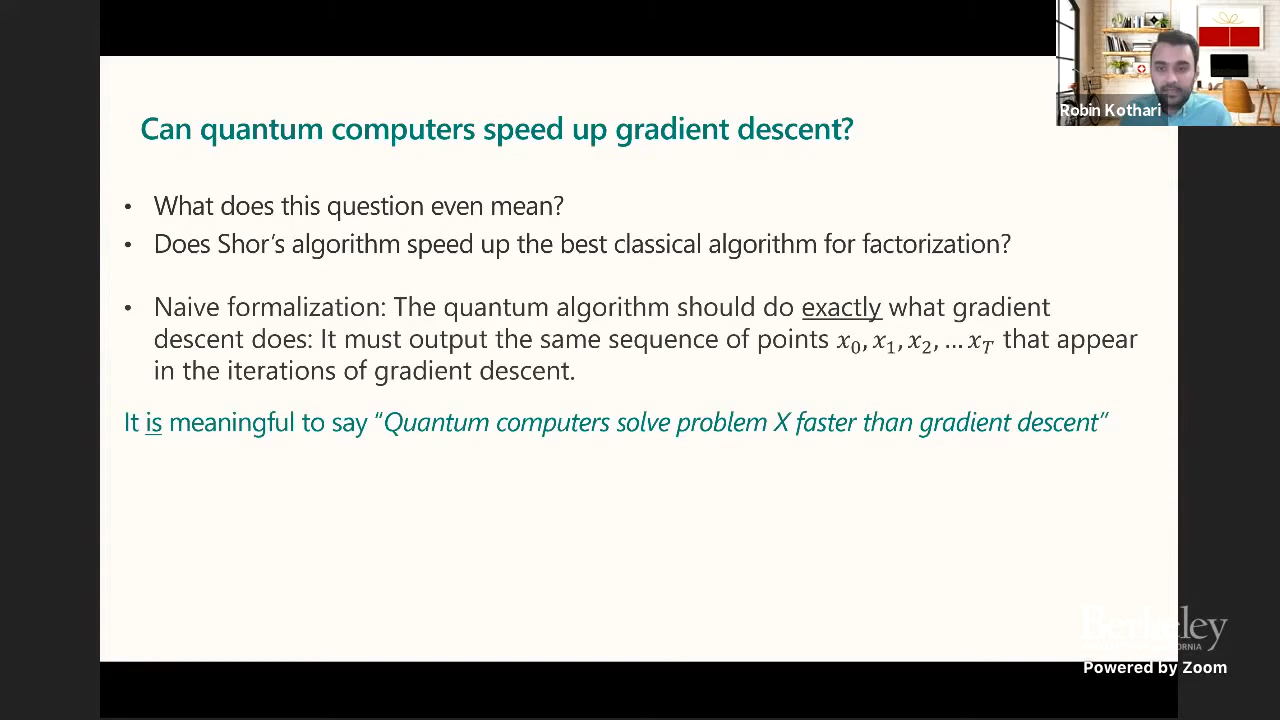 Robin Kothari
Can quantum computers speed up gradient descent?
• What does this question even mean?
• Does Shor's algorithm speed up the best classical algorithm for factorization?
• Naive formalization: The quantum algorithm should do exactly what gradient
descent does: It must output the same sequence of points x₀, x₁, x₂, … x_T that appear
in the iterations of gradient descent.
It is meaningful to say “Quantum computers solve problem X faster than gradient descent”
Berkeley
Powered by Zoom